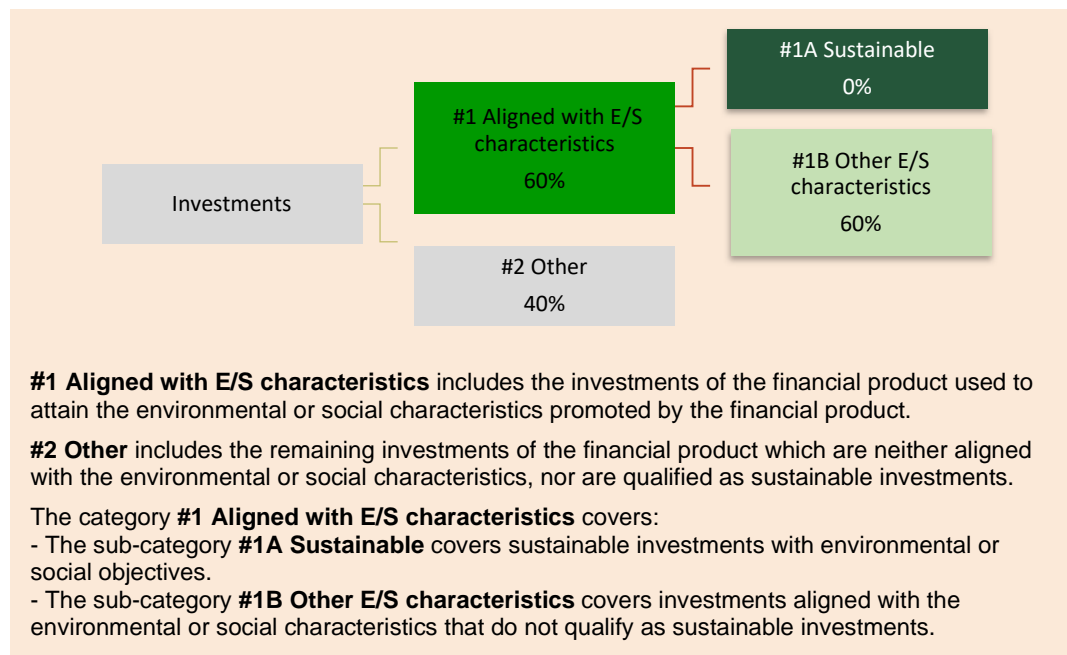 #1A Sustainable
0%
#1 Aligned with E/S
characteristics
60%
#1B Other E/S
characteristics
60%
Investments
#2 Other
40%
#1 Aligned with E/S characteristics includes the investments of the financial product used to
attain the environmental or social characteristics promoted by the financial product.
#2 Other includes the remaining investments of the financial product which are neither aligned
with the environmental or social characteristics, nor are qualified as sustainable investments.
The category #1 Aligned with E/S characteristics covers:
- The sub-category #1A Sustainable covers sustainable investments with environmental or
social objectives.
- The sub-category #1B Other E/S characteristics covers investments aligned with the
environmental or social characteristics that do not qualify as sustainable investments.